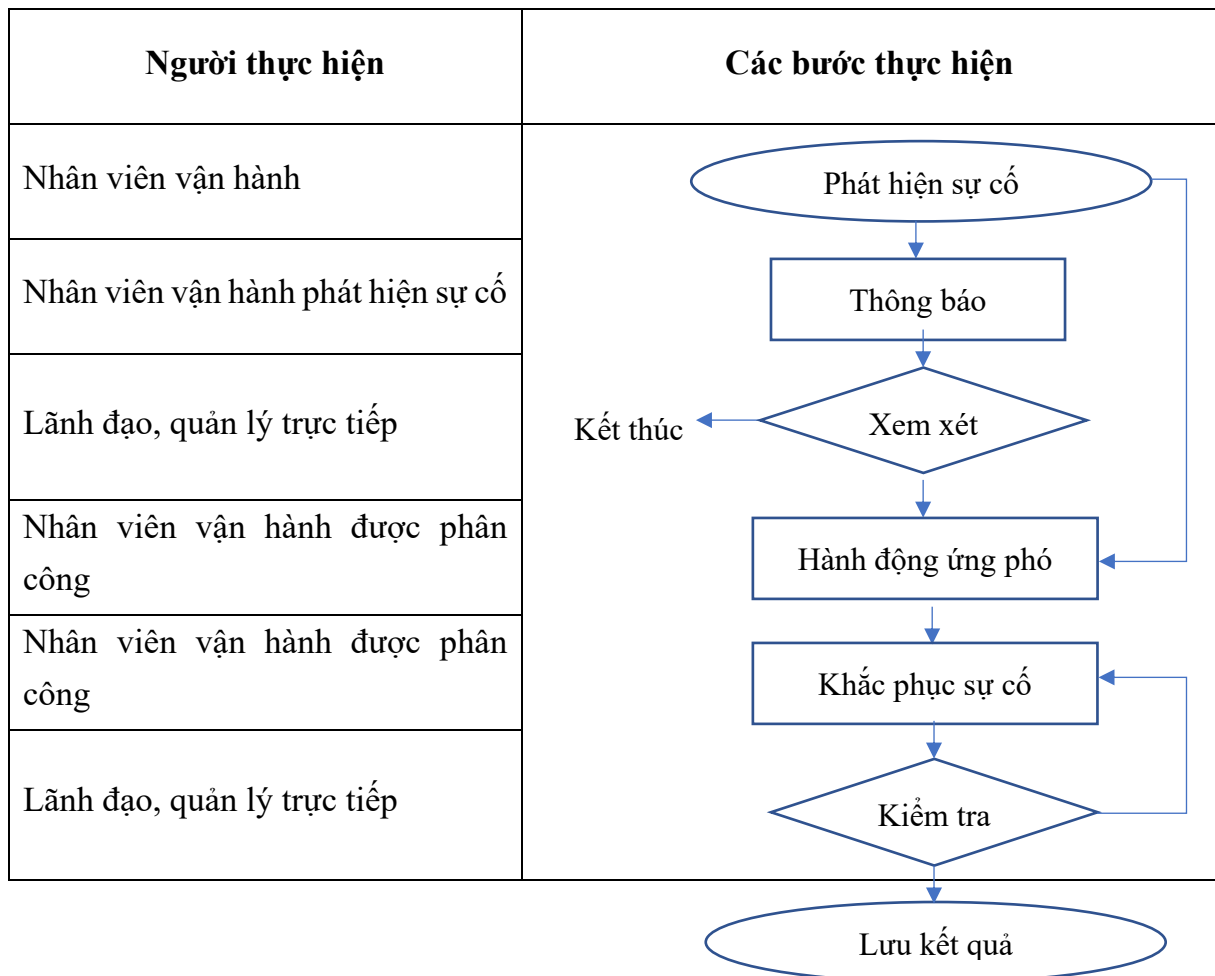 Người thực hiện
Các bước thực hiện
Nhân viên vận hành
Phát hiện sự cố
Nhân viên vận hành phát hiện sự cố
Thông báo
Lãnh đạo, quản lý trực tiếp
Kết thúc
Xem xét
Nhân viên vận hành được phân
công
Hành động ứng phó
Nhân viên vận hành được phân
công
Khắc phục sự cố
Lãnh đạo, quản lý trực tiếp
Kiểm tra
Lưu kết quả